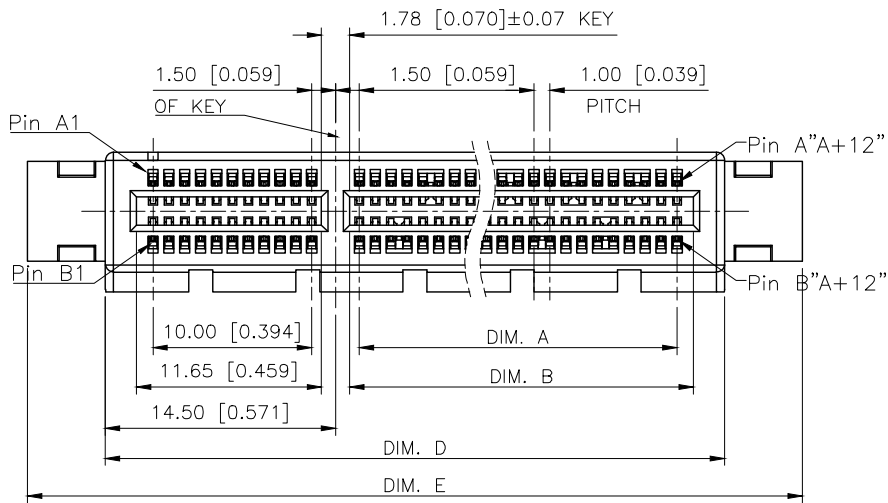 1.78 [0.070]±0.07 KEY
1.50 [0.059]
1.50 [0.059]
1.00 [0.039]
OF KEY
PITCH
Pin A1
Pin A"A+12"
Pin B1
Pin B"A+12"
10.00 [0.394]
DIM. A
11.65 [0.459]
DIM. B
14.50 [0.571]
DIM. D
DIM. E